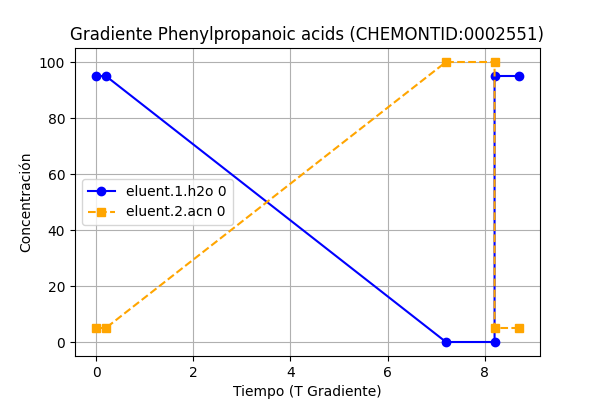 Gradiente Phenylpropanoic acids (CHEMONTID:0002551)
100
80
60
40
20
0
Concentración
eluent.1.h2o 0
eluent.2.acn 0
0 2 4 6 8
Tiempo (T Gradiente)